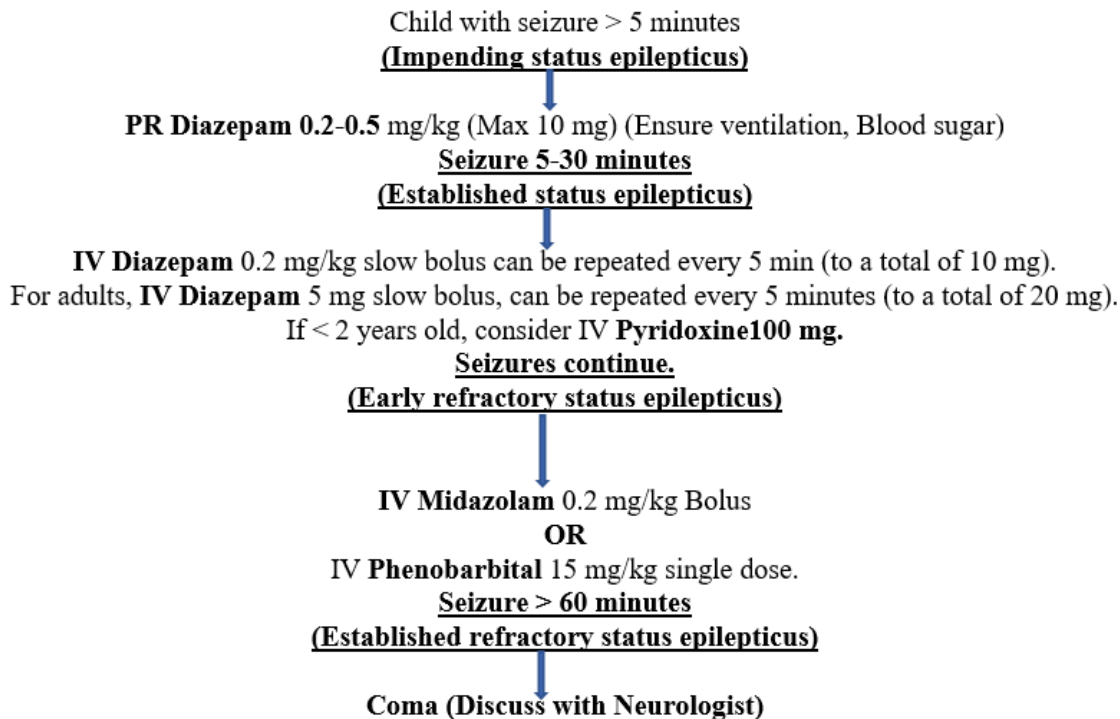 Child with seizure > 5 minutes
(Impending status epilepticus)
PR Diazepam 0.2-0.5 mg/kg (Max 10 mg) (Ensure ventilation, Blood sugar)
Seizure 5-30 minutes
(Established status epilepticus)
IV Diazepam 0.2 mg/kg slow bolus can be repeated every 5 min (to a total of 10 mg).
For adults, IV Diazepam 5 mg slow bolus, can be repeated every 5 minutes (to a total of 20 mg).
If < 2 years old, consider IV Pyridoxine100 mg.
Seizures continue.
(Early refractory status epilepticus)
IV Midazolam 0.2 mg/kg Bolus
OR
IV Phenobarbital 15 mg/kg single dose.
Seizure > 60 minutes
(Established refractory status epilepticus)
Coma (Discuss with Neurologist)